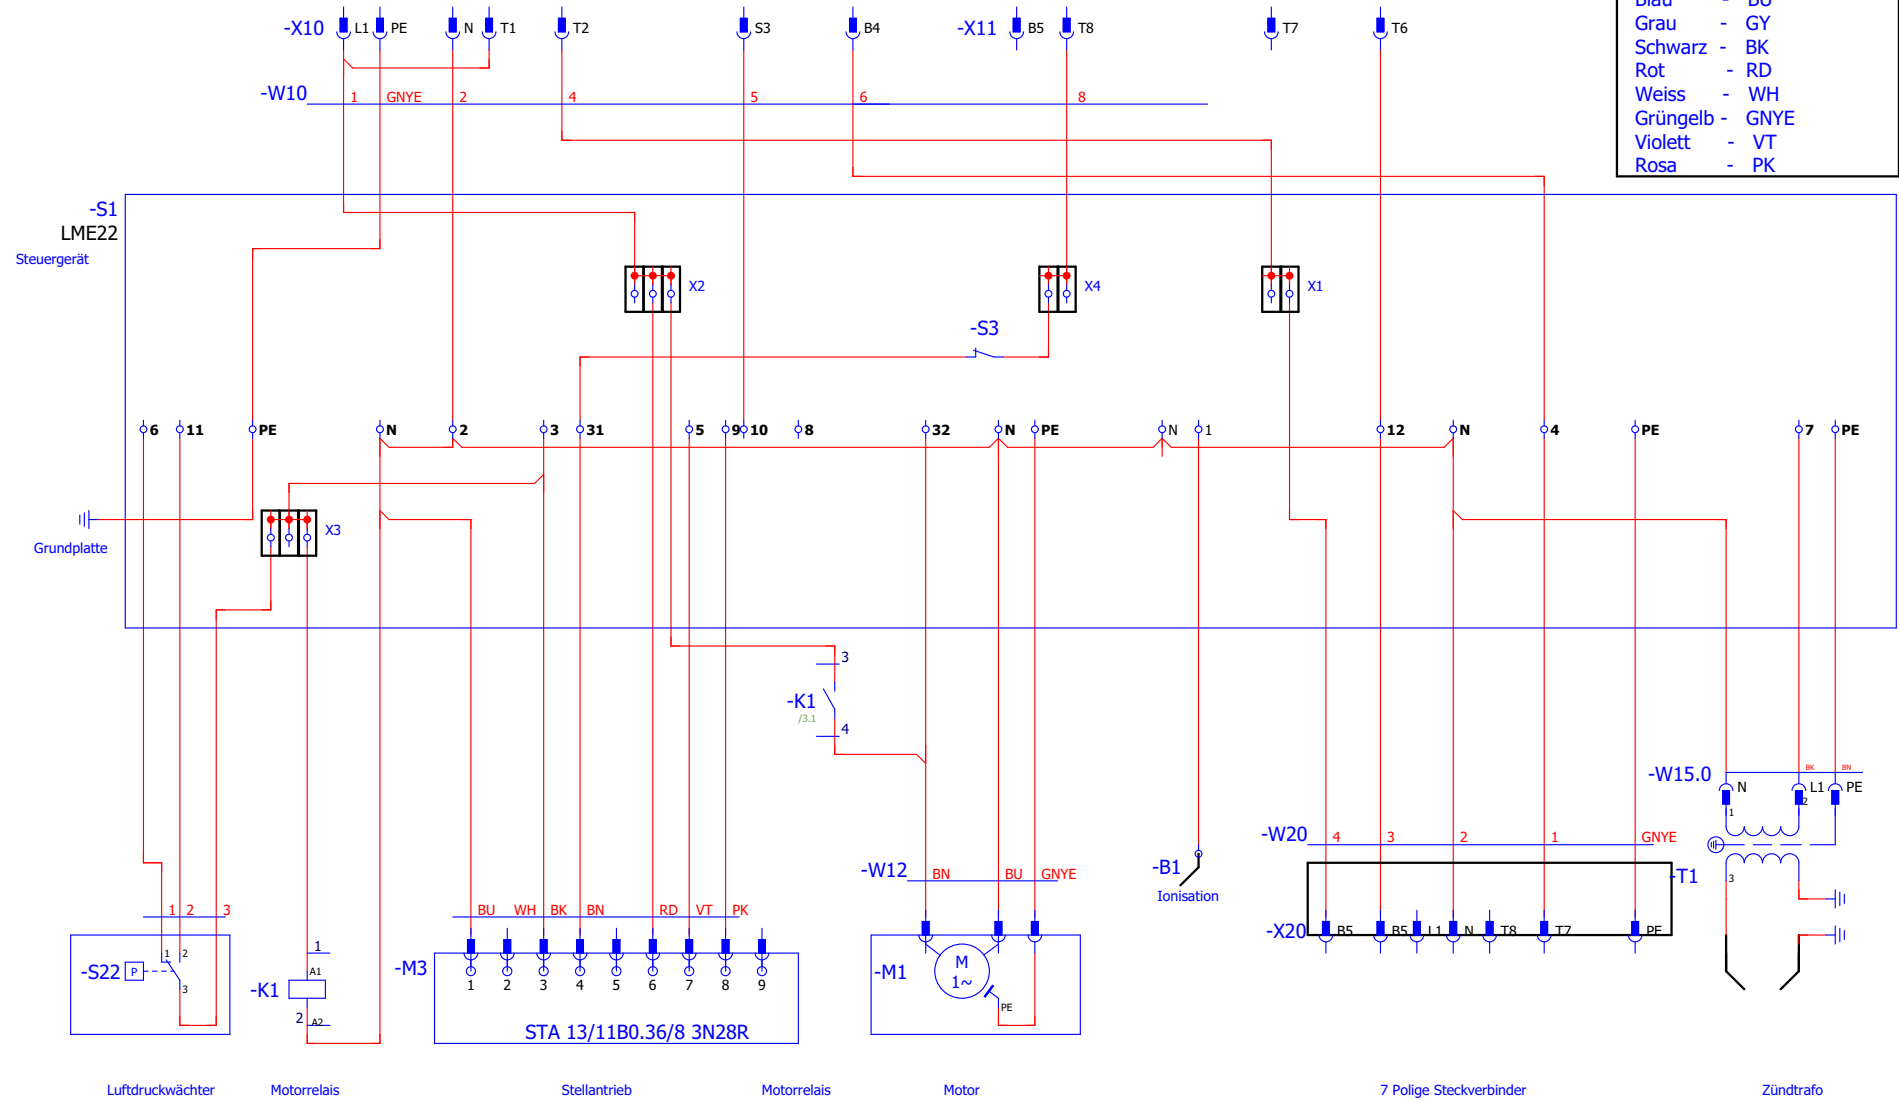 Blau - BU
-X10 L1 PE N T1 T2 S3 B4 -X11 B5 T8 T7 T6
Grau - GY
Schwarz - BK
Rot - RD
-W10 1 GNYE 2 4 5 6 8
Weiss - WH
Grüngelb - GNYE
Violett - VT
Rosa - PK
-S1
LME22
Steuergerät
X2 X4 X1
-S3
6 11 PE N 2 3 31 5 9 10 8 32 N PE N 1 12 N 4 PE 7 PE
X3
Grundplatte
3
-K1
/3.1
4
-W15.0 BK BN
N L1 PE
1 2
-W20 4 3 2 1 GNYE
-W12 BN BU GNYE
-B1
Ionisation
-T1
3
1 2 3
BU WH BK BN RD VT PK
-X20 B5 B5 L1 N T8 T7 PE
-S22 P 1 2 3
1
A1
-K1
2 A2
-M3
1 2 3 4 5 6 7 8 9
STA 13/11B0.36/8 3N28R
-M1
M
1~
PE
Luftdruckwächter Motorrelais Stellantrieb Motorrelais Motor 7 Polige Steckverbinder Zündtrafo